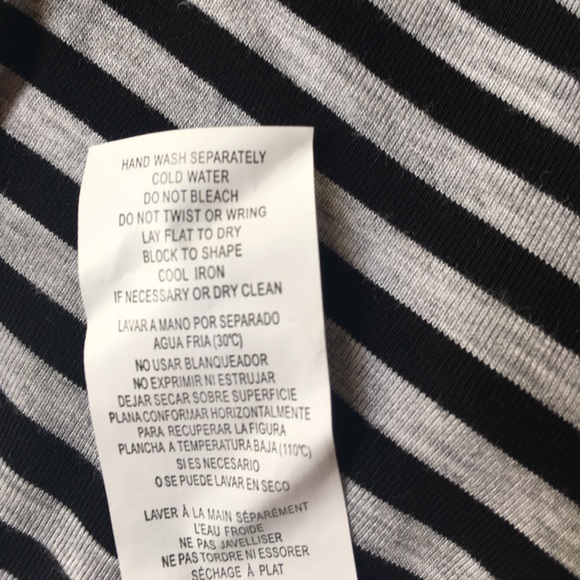 HAND WASH SEPARATELY
COLD WATER
DO NOT BLEACH
DO NOT TWIST OR WRING
LAY FLAT TO DRY
BLOCK TO SHAPE
COOL IRON
IF NECESSARY OR DRY CLEAN
LAVAR A MANO POR SEPARADO
AGUA FRIA (30°C)
NO USAR BLANQUEADOR
NO EXPRIMIR NI ESTRUJAR
DEJAR SECAR SOBRE SUPERFICIE
PLANA CONFORMAR HORIZONTALMENTE
PARA RECUPERAR LA FIGURA
PLANCHA A TEMPERATURA BAJA (110°C)
SI ES NECESARIO
O SE PUEDE LAVAR EN SECO
LAVER À LA MAIN SÉPARÉMENT
L'EAU FROIDE
NE PAS JAVELLISER
NE PAS TORDRE NI ESSORER
SÉCHAGE À PLAT